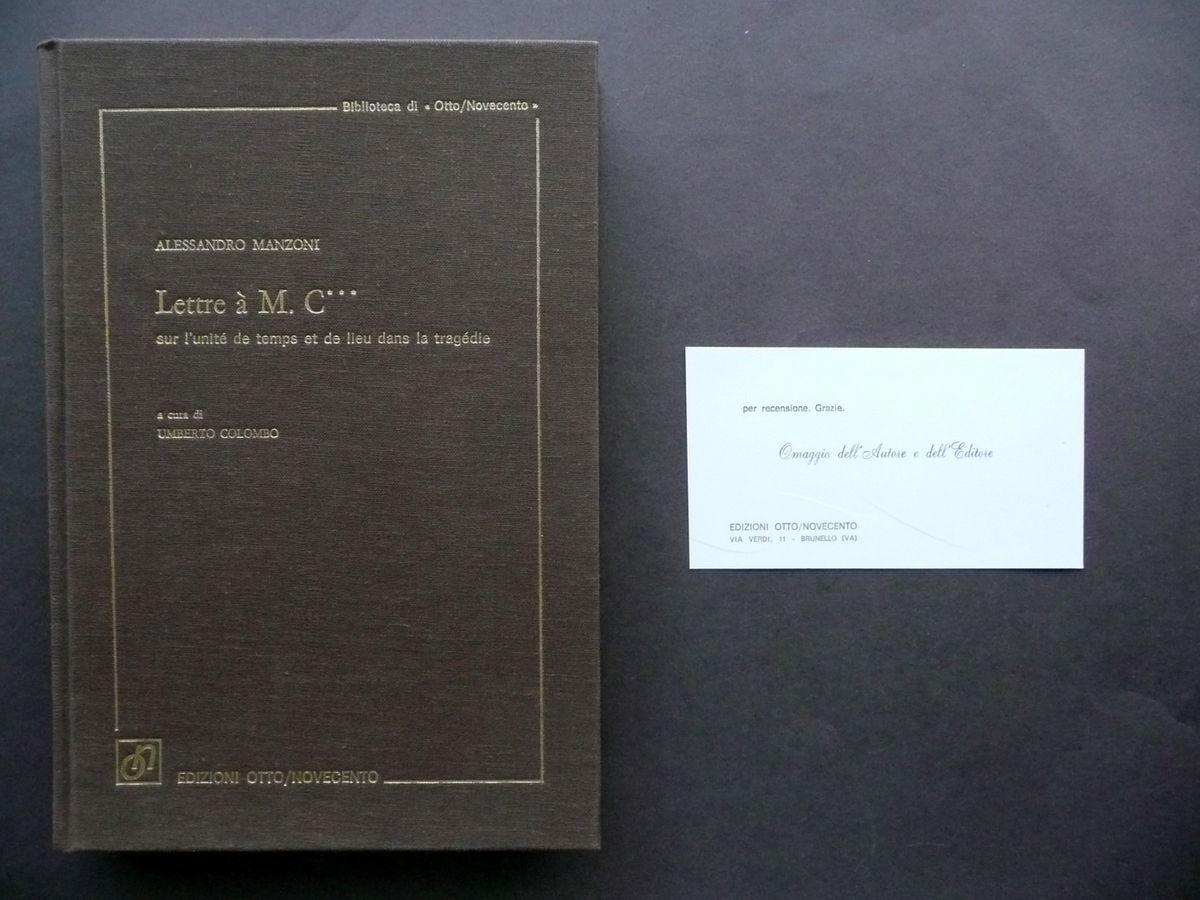 Biblioteca di « Otto/Novecento »
ALESSANDRO MANZONI
Lettre à M. C***
sur l'unité de temps et de lieu dans la tragédie
a cura di
UMBERTO COLOMBO
on
EDIZIONI OTTO/NOVECENTO
per recensione. Grazie.
Omaggio dell'Autore e dell'Editore
EDIZIONI OTTO/NOVECENTO
VIA VERDI, 11 - BRUNELLO (VA)